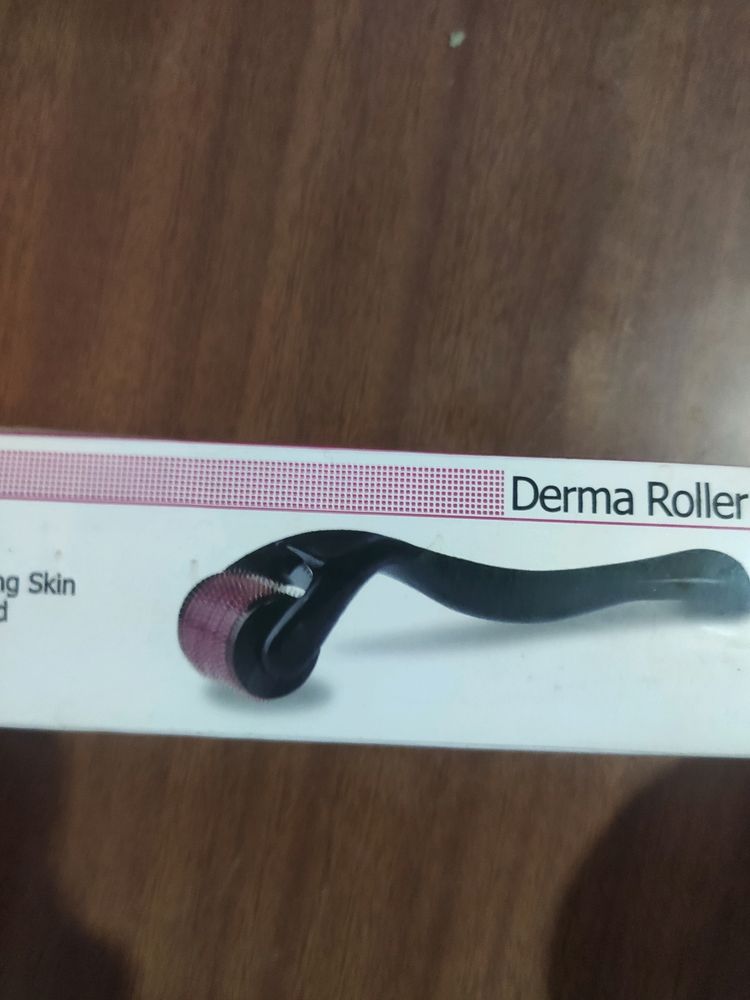 Derma Roller
ng Skin
d